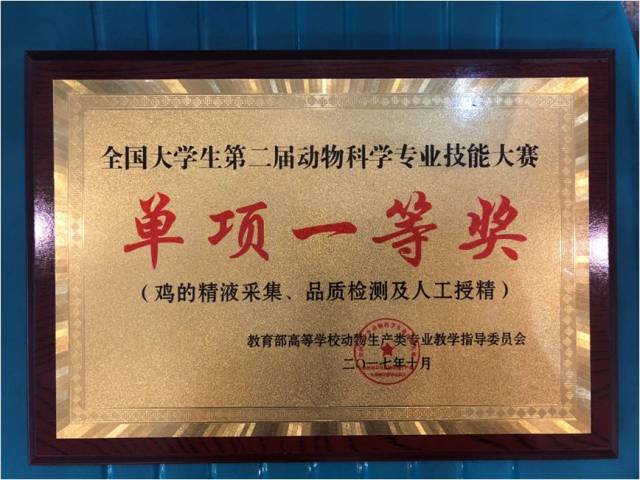 全国大学生第二届动物科学专业技能大赛
单项一等奖
（鸡的精液采集、品质检测及人工授精）
教育部高等学校动物生产类专业教学指导委员会
二〇一七年十月